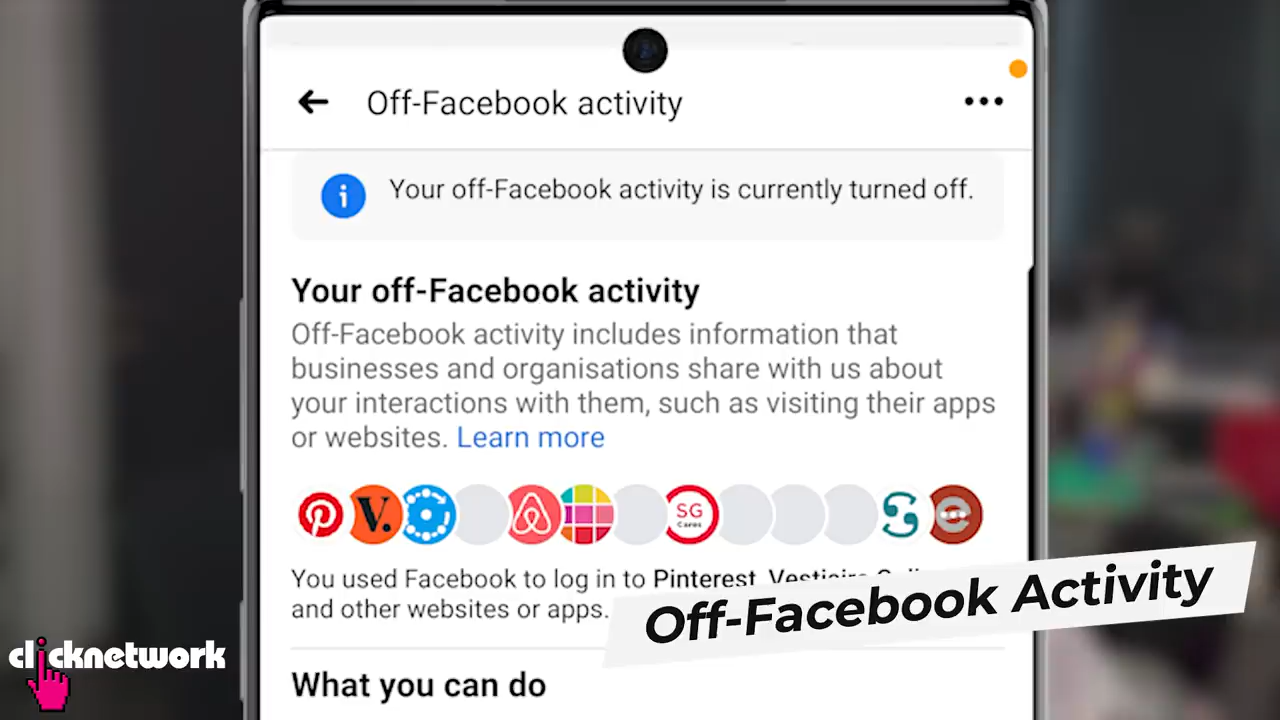 Off-Facebook activity
Your off-Facebook activity is currently turned off.
Your off-Facebook activity
Off-Facebook activity includes information that
businesses and organisations share with us about
your interactions with them, such as visiting their apps
or websites. Learn more
V.
SG
Cares
You used Facebook to log in to Pinterest, Vestiaire
and other websites or apps.
Off-Facebook Activity
clicknetwork
What you can do